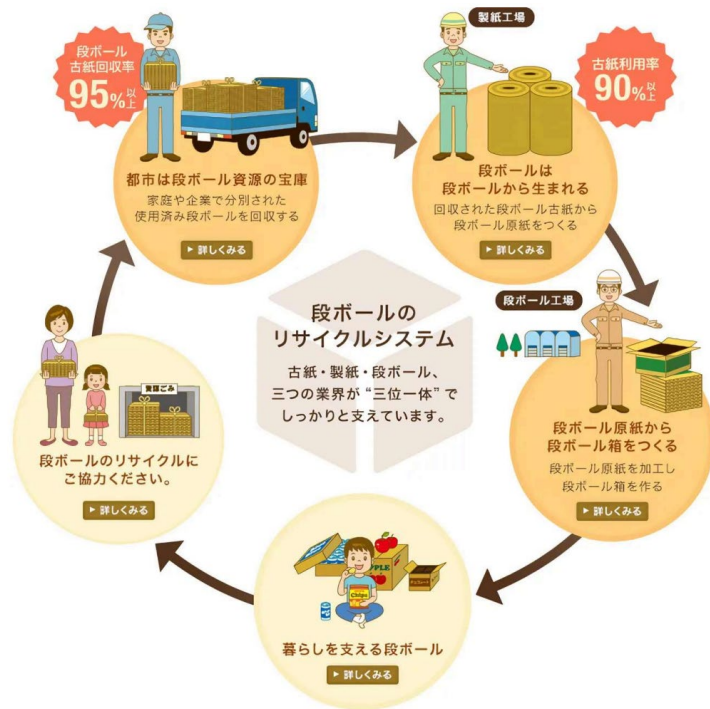 段ボール
古紙回収率
95%以上
製紙工場
古紙利用率
90%以上
都市は段ボール資源の宝庫
家庭や企業で分別された
使用済み段ボールを回収する
▶ 詳しくみる
段ボールは
段ボールから生まれる
回収された段ボール古紙から
段ボール原紙をつくる
▶ 詳しくみる
段ボールの
リサイクルシステム
古紙・製紙・段ボール、
三つの業界が“三位一体”で
しっかりと支えています。
段ボール工場
段ボール原紙から
段ボール箱をつくる
段ボール原紙を加工し
段ボール箱を作る
▶ 詳しくみる
APPLE
Chips
暮らしを支える段ボール
▶ 詳しくみる
資源ごみ
段ボールのリサイクルに
ご協力ください。
▶ 詳しくみる